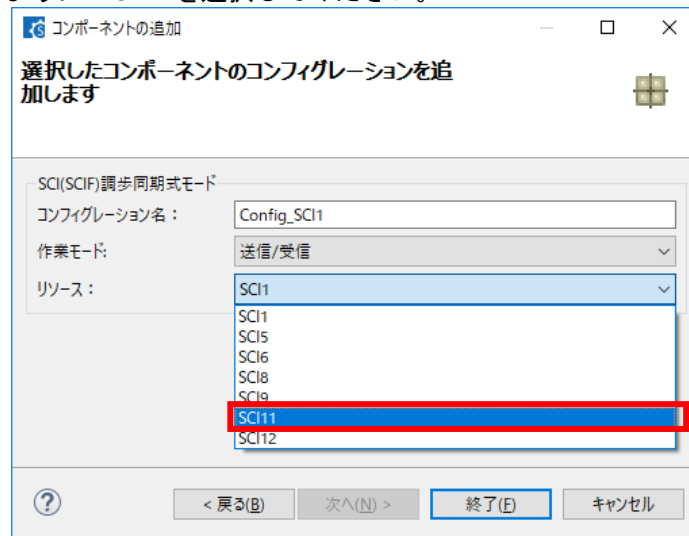 コンポーネントの追加
選択したコンポーネントのコンフィグレーションを追
加します
SCI(SCIF)調歩同期式モード
コンフィグレーション名：
Config_SCI1
作業モード:
送信/受信
リソース：
SCI1
SCI1
SCI5
SCI6
SCI8
SCI9
SCI11
SCI12
< 戻る(B)
次へ(N) >
終了(F)
キャンセル